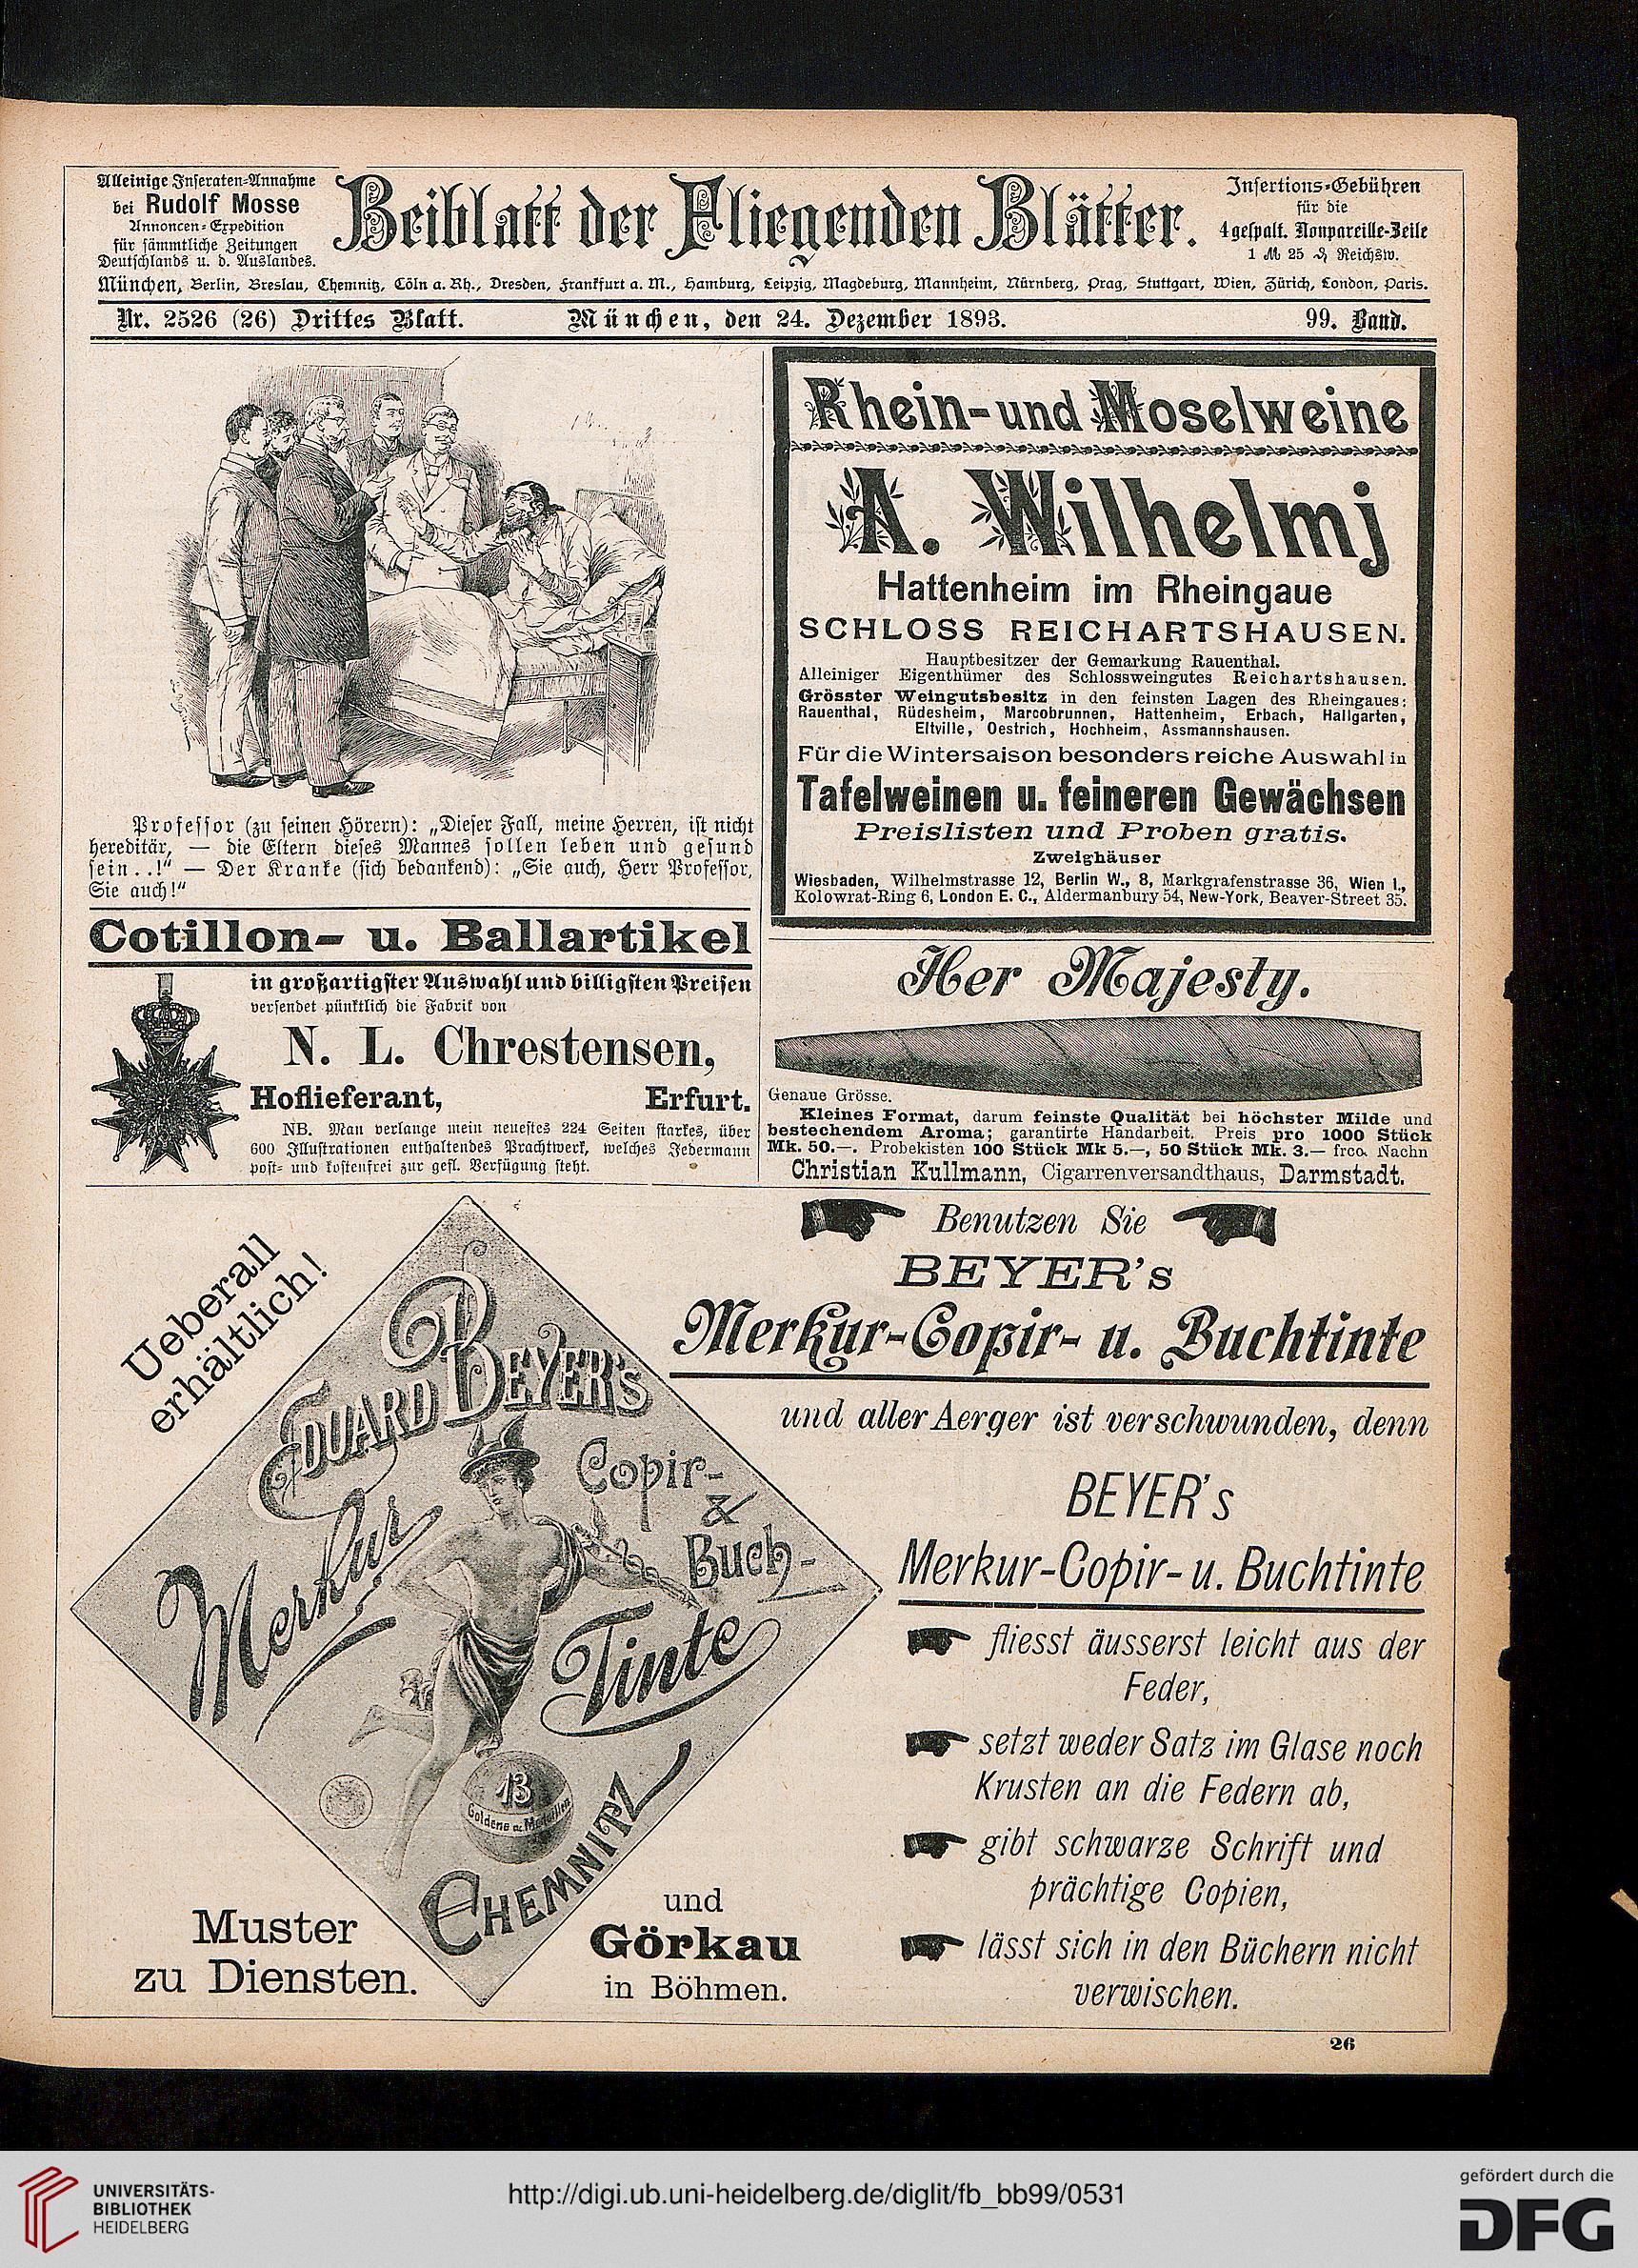 Alleinige Inseraten-Annahme
bei Rudolf Mosse
Annoncen-Expedition
für sämmtliche Zeitungen
Deutschlands u. d. Auslandes.
Beiblatt der Fliegenden Blätter.
Insertions-Gebühren
für die
4gespalt. Nonpareille-Zeile
1 M 25 ₰ Reichsw.
München, Berlin, Breslau, Chemnitz, Cöln a. Rh., Dresden, Frankfurt a. M., Hamburg, Leipzig, Magdeburg, Mannheim, Nürnberg, Prag, Stuttgart, Wien, Zürich, London, Paris.
Nr. 2526 (26) Drittes Blatt. München, den 24. Dezember 1893. 99. Band.
Professor (zu seinen Hörern): „Dieser Fall, meine Herren, ist nicht
hereditär, — die Eltern dieses Mannes sollen leben und gesund
sein..!" — Der Kranke (sich bedankend): „Sie auch, Herr Professor,
Sie auch!"
Cotillon- u. Ballartikel
in großartigster Auswahl und billigsten Preisen
versendet pünktlich die Fabrik von
N. L. Chrestensen,
Hoflieferant, Erfurt.
NB. Man verlange mein neuestes 224 Seiten starkes, über
600 Illustrationen enthaltendes Prachtwerk, welches Jedermann
post- und kostenfrei zur gefl. Verfügung steht.
Rhein- und Moselweine
A. Wilhelmj
Hattenheim im Rheingaue
SCHLOSS REICHARTSHAUSEN.
Hauptbesitzer der Gemarkung Rauenthal.
Alleiniger Eigenthümer des Schlossweingutes Reichartshausen.
Grösster Weingutsbesitz in den feinsten Lagen des Rheingaues:
Rauenthal, Rüdesheim, Marcobrunnen, Hattenheim, Erbach, Hallgarten,
Eltville, Oestrich, Hochheim, Assmannshausen.
Für die Wintersaison besonders reiche Auswahl in
Tafelweinen u. feineren Gewächsen
Preislisten und Proben gratis.
Zweighäuser
Wiesbaden, Wilhelmstrasse 12, Berlin W., 8, Markgrafenstrasse 36, Wien I.,
Kolowrat-Ring 6, London E. C., Aldermanbury 54, New-York, Beaver-Street 35.
Her Majesty.
Genaue Grösse.
Kleines Format, darum feinste Qualität bei höchster Milde und
bestechendem Aroma; garantirte Handarbeit. Preis pro 1000 Stück
Mk. 50.—. Probekisten 100 Stück Mk 5.—, 50 Stück Mk. 3.— frco. Nachn
Christian Kullmann, Cigarrenversandthaus, Darmstadt.
Ueberall
erhältlich!
EDUARD BEYER'S
Merkur
Copir-
&
Buch-
Tinte
13
Goldene u. Medaillen
CHEMNITZ
Muster
zu Diensten.
und
Görkau
in Böhmen.
Benutzen Sie
BEYER's
Merkur-Copir- u. Buchtinte
und aller Aerger ist verschwunden, denn
BEYER's
Merkur-Copir- u. Buchtinte
fliesst äusserst leicht aus der
Feder,
setzt weder Satz im Glase noch
Krusten an die Federn ab,
gibt schwarze Schrift und
prächtige Copien,
lässt sich in den Büchern nicht
verwischen.
26
UNIVERSITÄTS-
BIBLIOTHEK
HEIDELBERG
http://digi.ub.uni-heidelberg.de/diglit/fb_bb99/0531
gefördert durch die
DFG